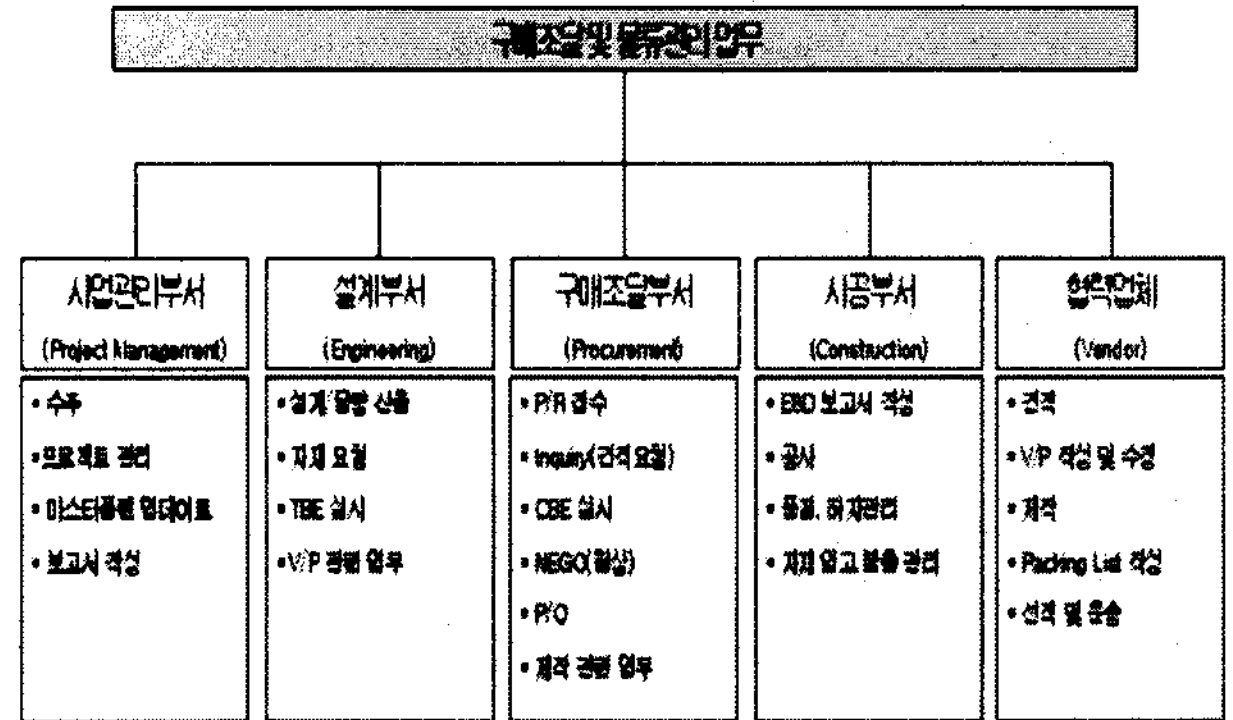 구매조달 및 물류관리 업무
사업관리부서
(Project Management)
• 수주
• 프로젝트 관리
• 마스터플랜 업데이트
• 보고서 작성
설계부서
(Engineering)
• 설계/물량 산출
• 자재 요청
• TBE 실시
• V/P 관련 업무
구매조달부서
(Procurement)
• P/R 접수
• Inquiry(견적 요청)
• CBE 실시
• NEGO(협상)
• P/O
• 제작 관련 업무
시공부서
(Construction)
• 보고서 작성
• 공사
• 품질, 하자관리
• 자재 입고 불출 관리
협력업체
(Vendor)
• 견적
• V/P 작성 및 수정
• 제작
• Packing List 작성
• 선적 및 운송